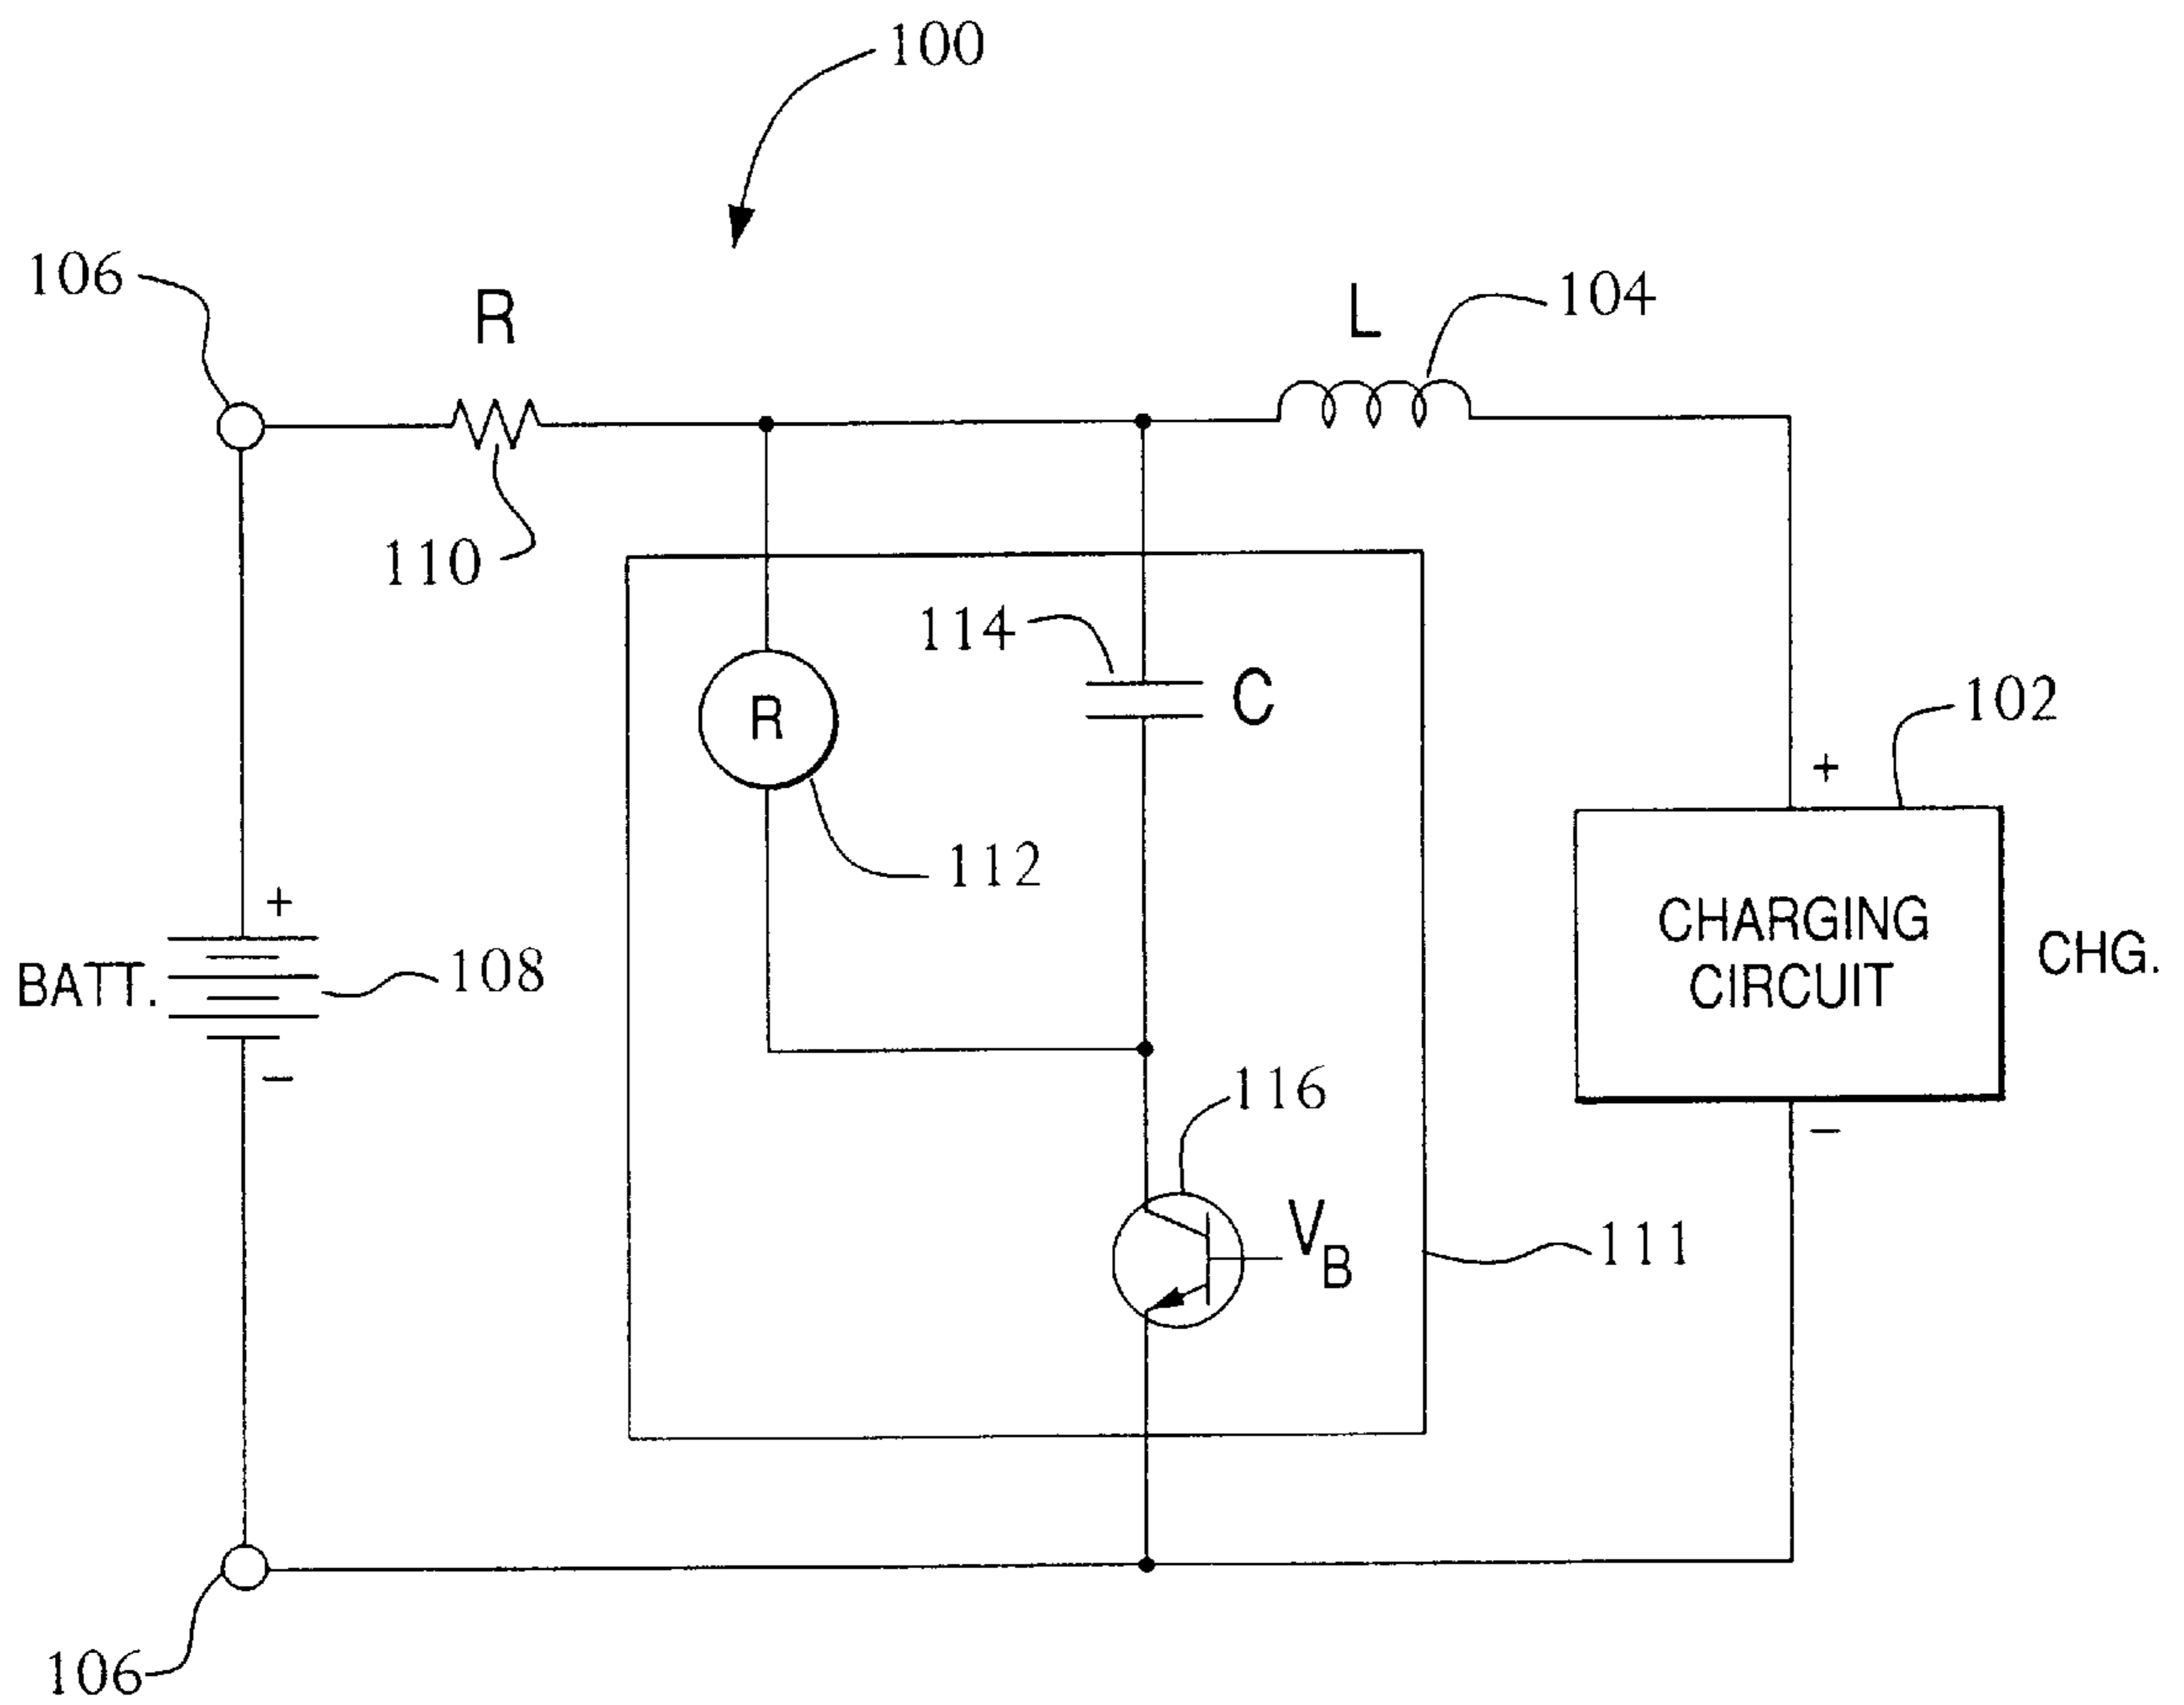 100
106
R
L
104
110
114
C
R
102
+
112
+
CHARGING
CIRCUIT
CHG.
BATT.
108
−
116
−
V
B
111
106